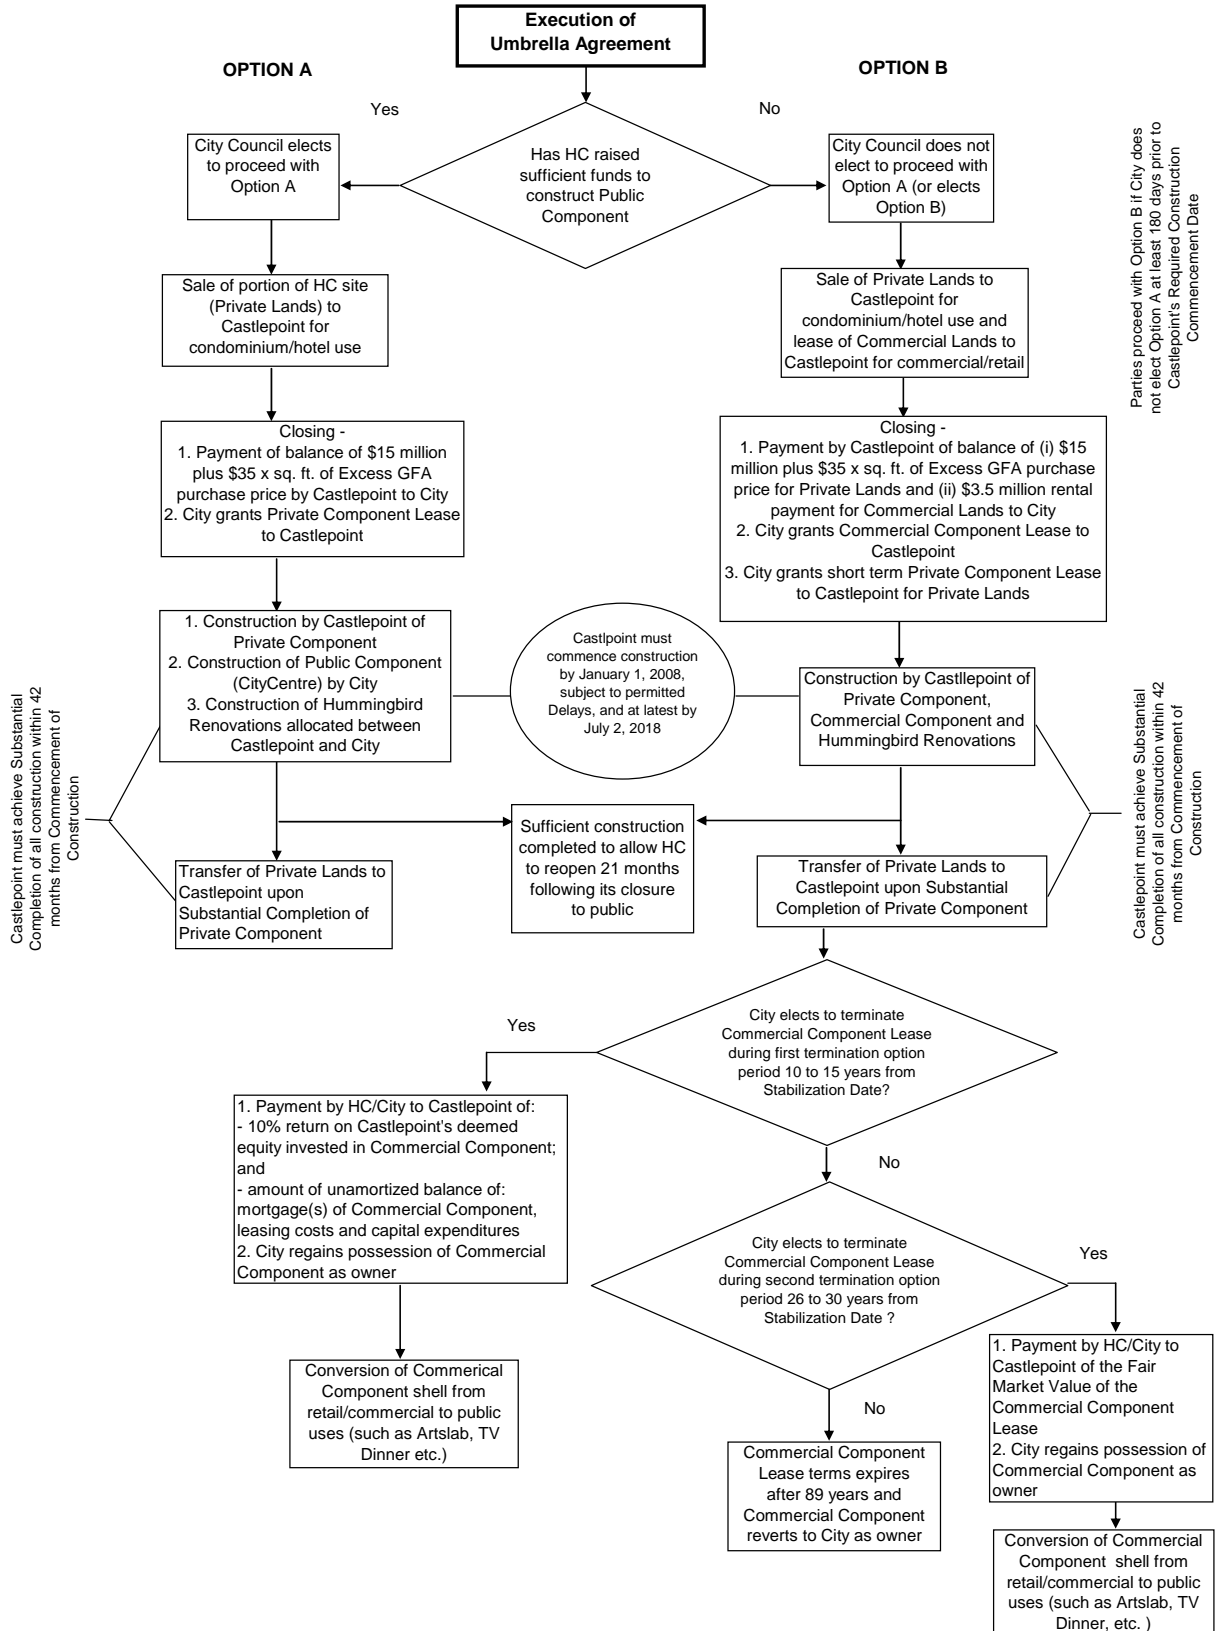 Execution of
Umbrella Agreement
OPTION A
OPTION B
Yes
No
Has HC raised
sufficient funds to
construct Public
Component
City Council elects
to proceed with
Option A
City Council does not
elect to proceed with
Option A (or elects
Option B)
Parties proceed with Option B if City does
not elect Option A at least 180 days prior to
Castlepoint's Required Construction
Commencement Date
Sale of portion of HC site
(Private Lands) to
Castlepoint for
condominium/hotel use
Sale of Private Lands to
Castlepoint for
condominium/hotel use and
lease of Commercial Lands to
Castlepoint for commercial/retail
Closing -
1. Payment of balance of $15 million
plus $35 x sq. ft. of Excess GFA
purchase price by Castlepoint to City
2. City grants Private Component Lease
to Castlepoint
Closing -
1. Payment by Castlepoint of balance of (i) $15
million plus $35 x sq. ft. of Excess GFA purchase
price for Private Lands and (ii) $3.5 million rental
payment for Commercial Lands to City
2. City grants Commercial Component Lease to
Castlepoint
3. City grants short term Private Component Lease
to Castlepoint for Private Lands
1. Construction by Castlepoint of
Private Component
2. Construction of Public Component
(CityCentre) by City
3. Construction of Hummingbird
Renovations allocated between
Castlepoint and City
Castlpoint must
commence construction
by January 1, 2008,
subject to permitted
Delays, and at latest by
July 2, 2018
Construction by Castllepoint of
Private Component,
Commercial Component and
Hummingbird Renovations
Castlepoint must achieve Substantial
Completion of all construction within 42
months from Commencement of
Construction
Castlepoint must achieve Substantial
Completion of all construction within 42
months from Commencement of
Construction
Sufficient construction
completed to allow HC
to reopen 21 months
following its closure
to public
Transfer of Private Lands to
Castlepoint upon
Substantial Completion of
Private Component
Transfer of Private Lands to
Castlepoint upon Substantial
Completion of Private Component
City elects to terminate
Commercial Component Lease
during first termination option
period 10 to 15 years from
Stabilization Date?
Yes
No
1. Payment by HC/City to Castlepoint of:
- 10% return on Castlepoint's deemed
equity invested in Commercial Component;
and
- amount of unamortized balance of:
mortgage(s) of Commercial Component,
leasing costs and capital expenditures
2. City regains possession of Commercial
Component as owner
City elects to terminate
Commercial Component Lease
during second termination option
period 26 to 30 years from
Stabilization Date ?
Yes
No
Conversion of Commerical
Component shell from
retail/commercial to public
uses (such as Artslab, TV
Dinner etc.)
Commercial Component
Lease terms expires
after 89 years and
Commercial Component
reverts to City as owner
1. Payment by HC/City to
Castlepoint of the Fair
Market Value of the
Commercial Component
Lease
2. City regains possession of
Commercial Component as
owner
Conversion of Commercial
Component shell from
retail/commercial to public
uses (such as Artslab, TV
Dinner, etc. )